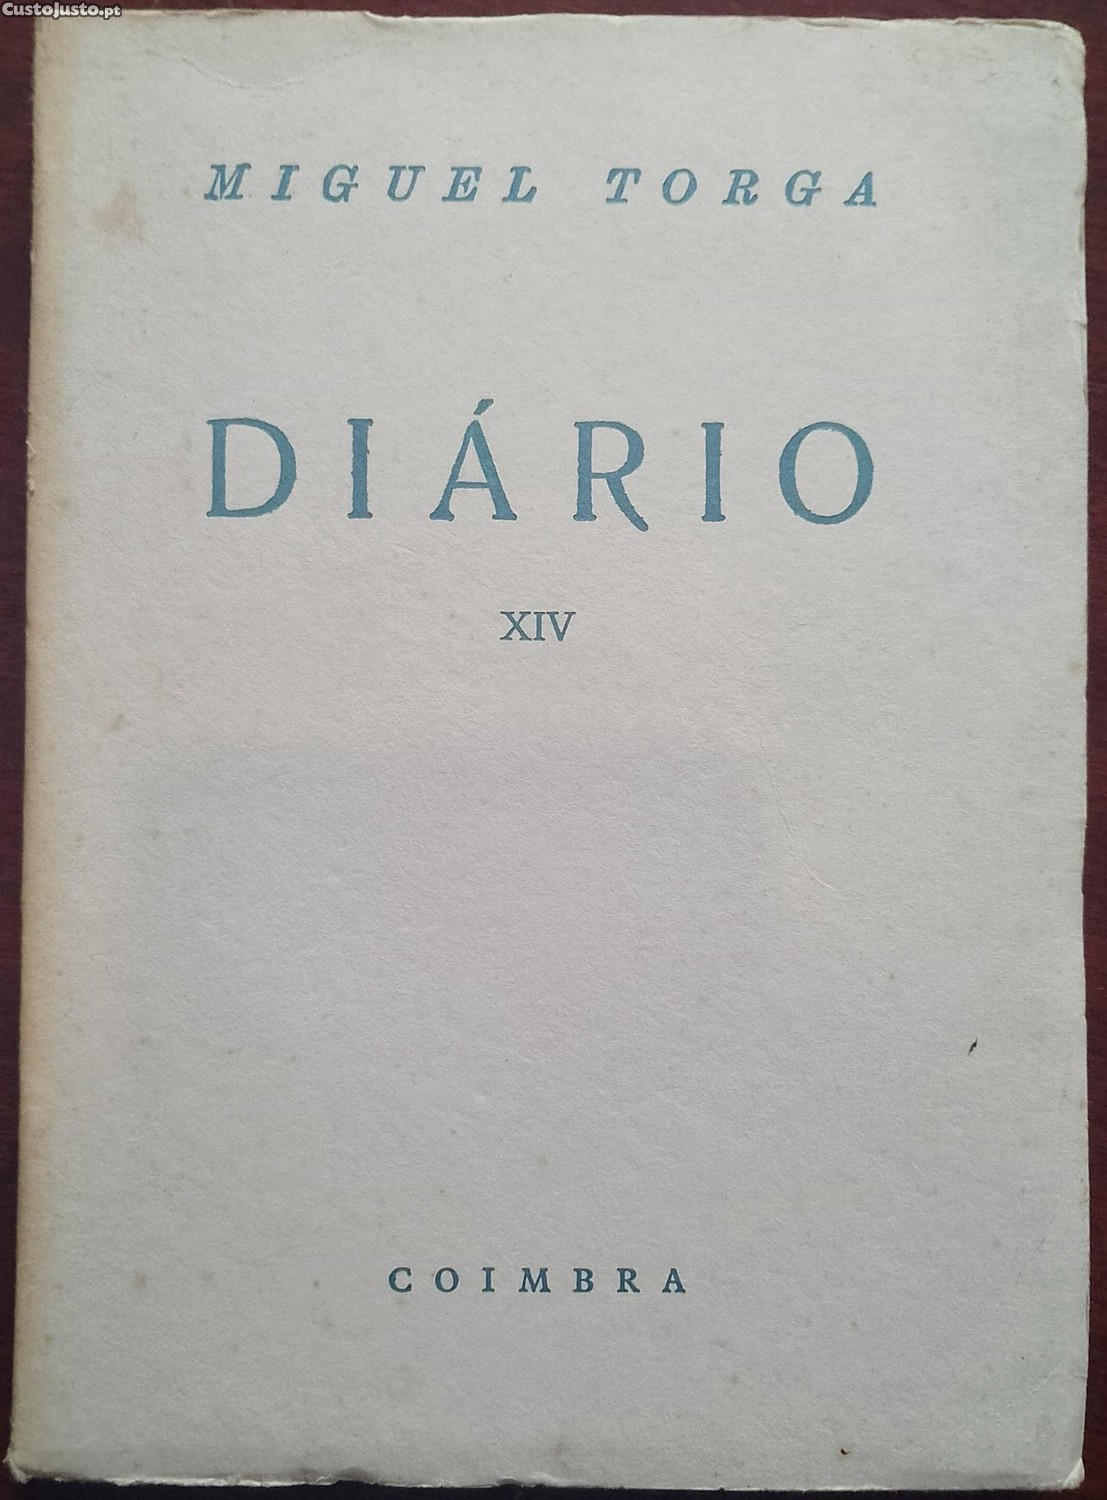 CustoJusto.pt
MIGUEL TORGA
DIÁRIO
XIV
COIMBRA